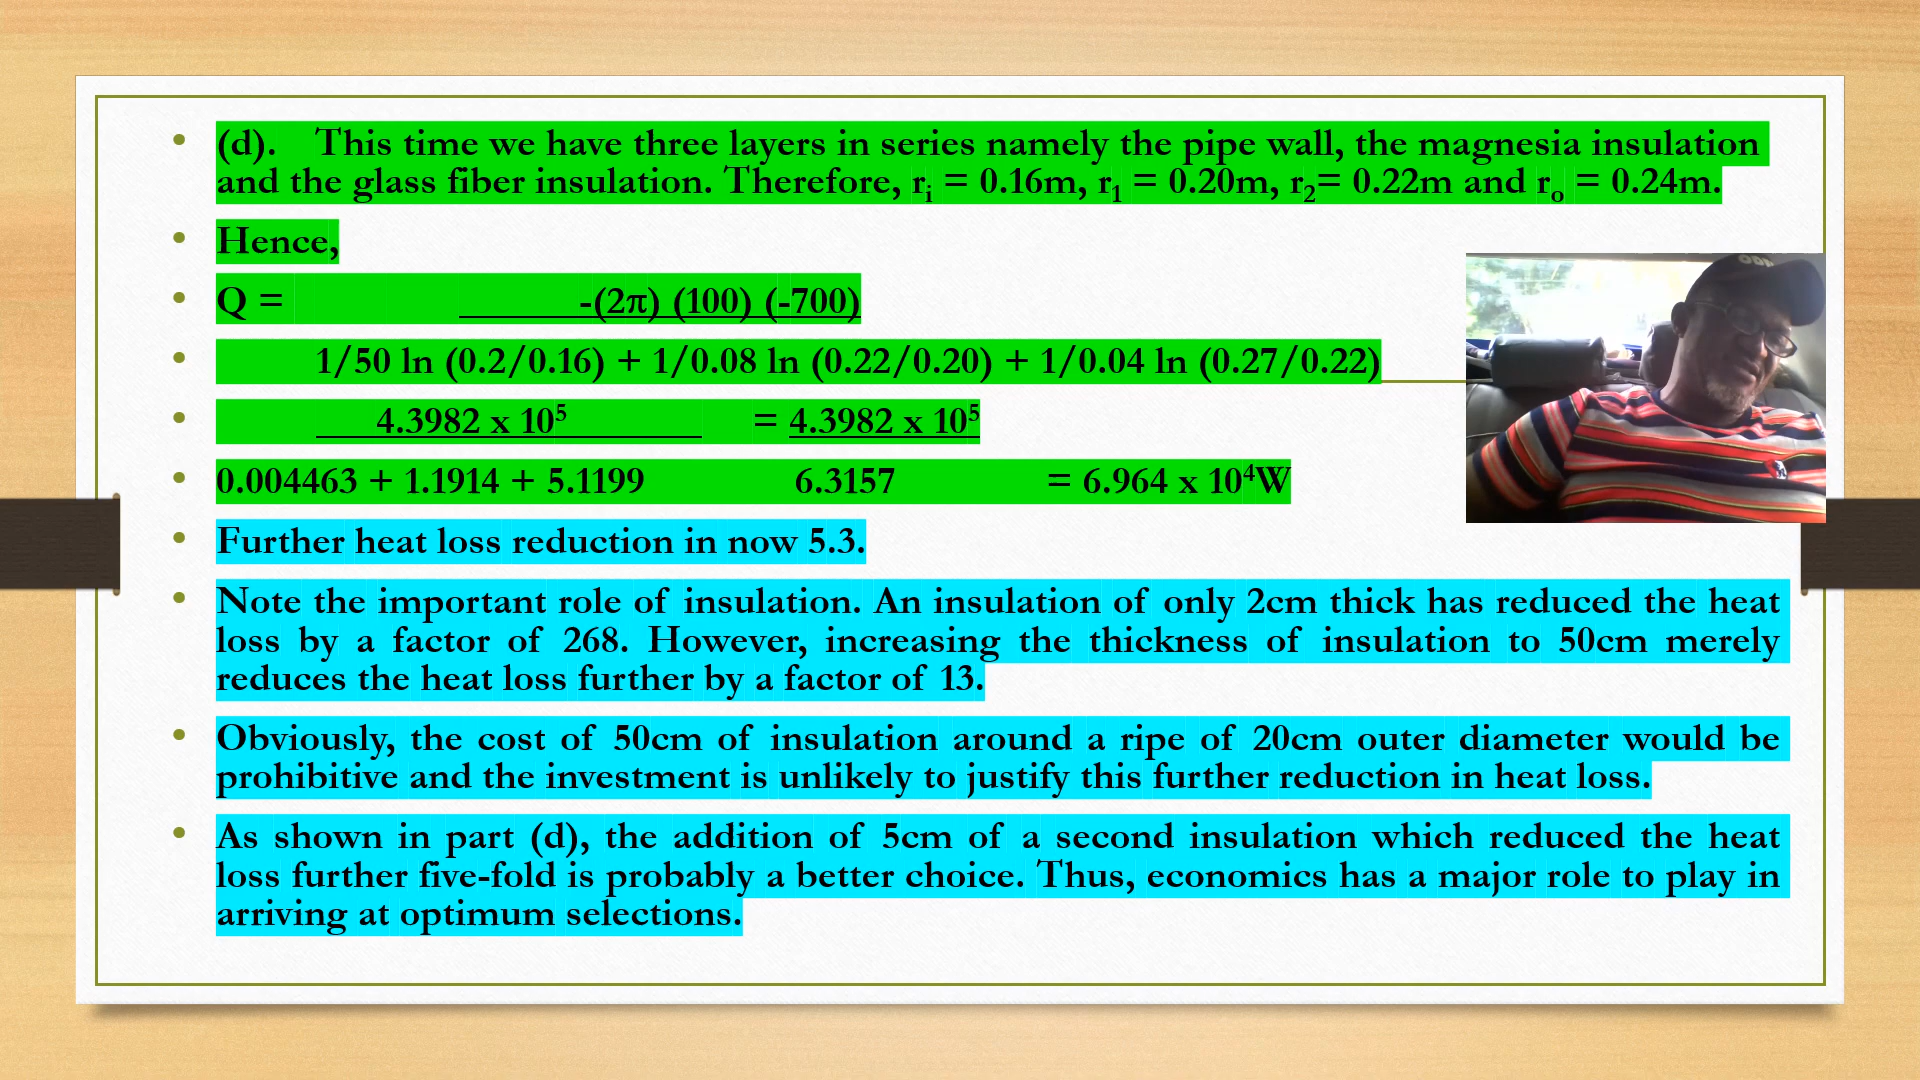 (d). This time we have three layers in series namely the pipe wall, the magnesia insulation
and the glass fiber insulation. Therefore, rᵢ = 0.16m, r₁ = 0.20m, r₂= 0.22m and rₒ = 0.24m.
Hence,
Q = -(2π) (100) (-700)
1/50 ln (0.2/0.16) + 1/0.08 ln (0.22/0.20) + 1/0.04 ln (0.27/0.22)
4.3982 x 10⁵ = 4.3982 x 10⁵
0.004463 + 1.1914 + 5.1199 6.3157 = 6.964 x 10⁴W
Further heat loss reduction in now 5.3.
Note the important role of insulation. An insulation of only 2cm thick has reduced the heat
loss by a factor of 268. However, increasing the thickness of insulation to 50cm merely
reduces the heat loss further by a factor of 13.
Obviously, the cost of 50cm of insulation around a ripe of 20cm outer diameter would be
prohibitive and the investment is unlikely to justify this further reduction in heat loss.
As shown in part (d), the addition of 5cm of a second insulation which reduced the heat
loss further five-fold is probably a better choice. Thus, economics has a major role to play in
arriving at optimum selections.